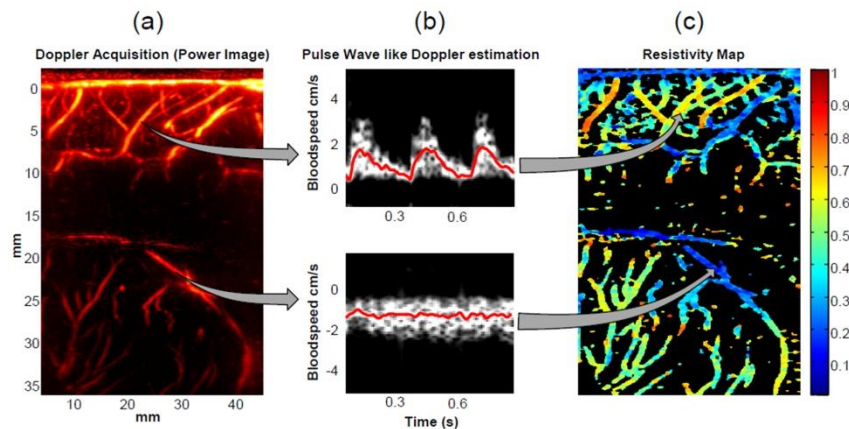 (a)
(b)
(c)
Doppler Acquisition (Power Image)
Pulse Wave like Doppler estimation
Resistivity Map
0
5
10
15
20
25
30
35
mm
10
20
30
40
mm
Bloodspeed cm/s
4
2
0
0.3
0.6
Bloodspeed cm/s
0
-2
-4
0.3
0.6
Time (s)
1
0.9
0.8
0.7
0.6
0.5
0.4
0.3
0.2
0.1